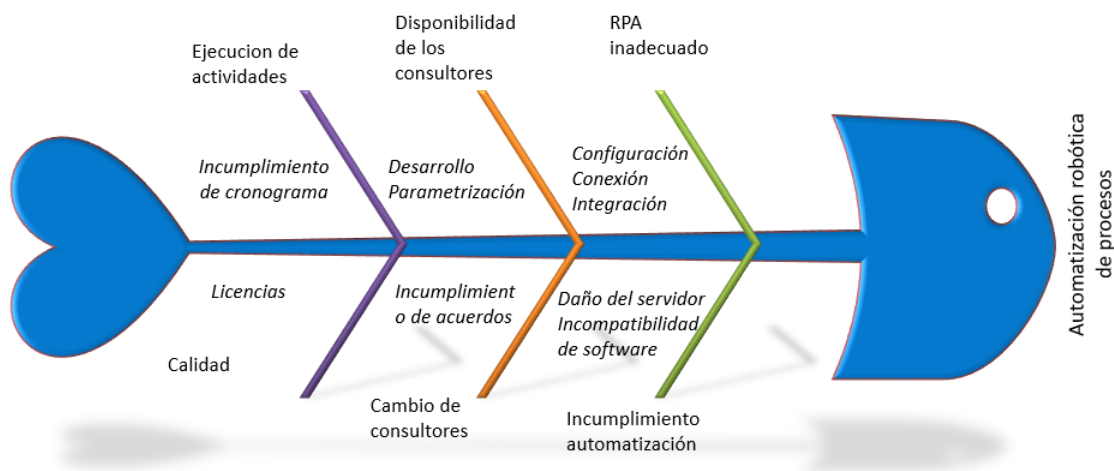 Ejecucion de
actividades
Disponibilidad
de los
consultores
RPA
inadecuado
Incumplimiento
de cronograma
Desarrollo
Parametrización
Configuración
Conexión
Integración
Automatización robótica
de procesos
Licencias
Incumplimient
o de acuerdos
Daño del servidor
Incompatibilidad
de software
Calidad
Cambio de
consultores
Incumplimiento
automatización